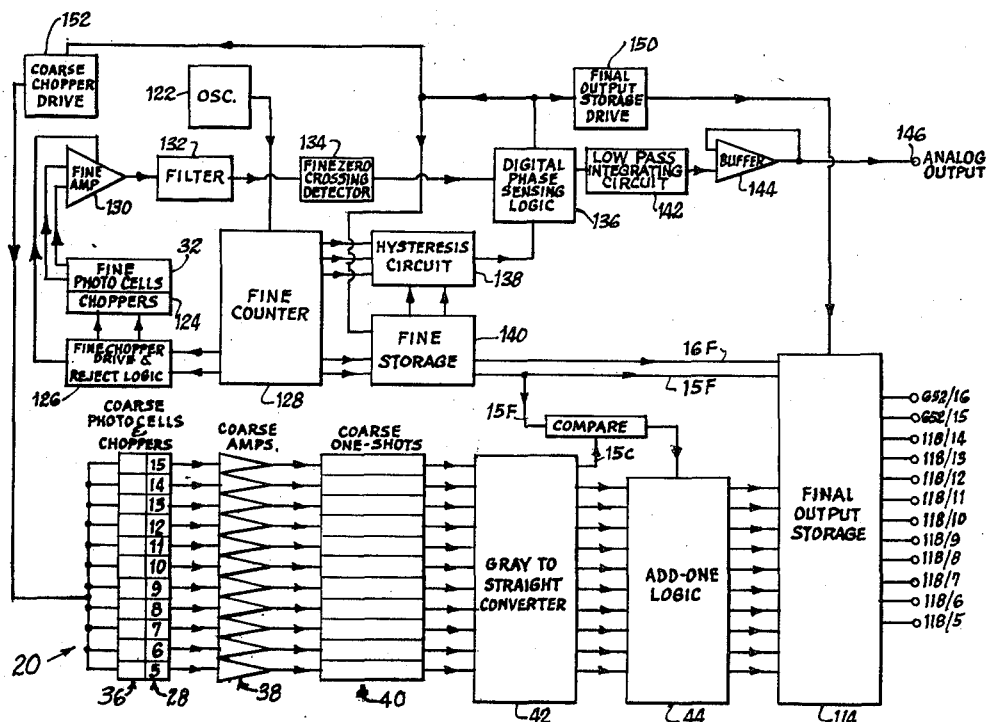 152
COARSE
CHOPPER
DRIVE
122
OSC.
150
FINAL
OUTPUT
STORAGE
DRIVE
FINE
AMP
130
132
FILTER
134
FINE ZERO
CROSSING
DETECTOR
DIGITAL
PHASE
SENSING
LOGIC
136
LOW PASS
INTEGRATING
CIRCUIT
142
BUFFER
144
146
ANALOG
OUTPUT
32
FINE
PHOTO CELLS
CHOPPERS
124
FINE CHOPPER
DRIVE &
REJECT LOGIC
126
FINE
COUNTER
128
HYSTERESIS
CIRCUIT
138
FINE
STORAGE
140
16F
15F
15F
COMPARE
15C
COARSE
PHOTO CELLS
&
CHOPPERS
COARSE
AMPS.
COARSE
ONE-SHOTS
15
14
13
12
11
10
9
8
7
6
5
20
36
28
38
40
GRAY
TO
STRAIGHT
CONVERTER
42
ADD-ONE
LOGIC
44
FINAL
OUTPUT
STORAGE
114
G52/16
G52/15
118/14
118/13
118/12
118/11
118/10
118/9
118/8
118/7
118/6
118/5